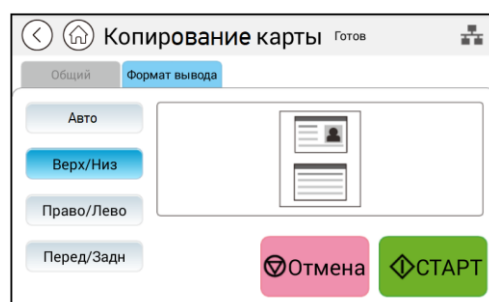 Копирование карты Готов
Общий Формат вывода
Авто
Верх/Низ
Право/Лево
Перед/Задн
Отмена СТАРТ